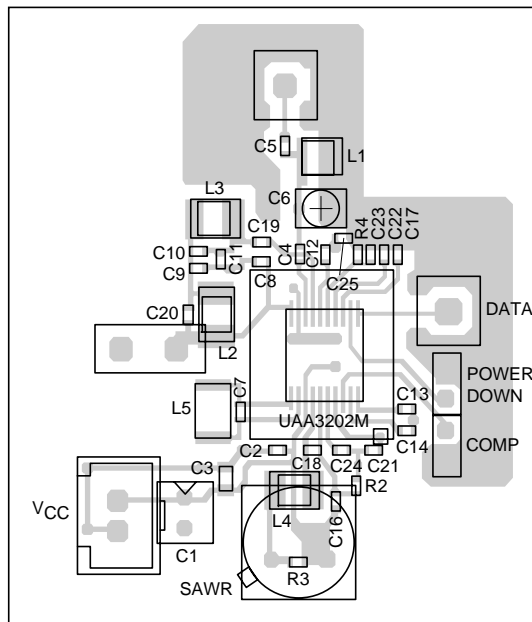 C5
L1
C6
L3
C19
C4
C12
R4
C23
C22
C17
C10
C11
C9
C8
C25
C20
DATA
L2
POWER
DOWN
L5
C7
UAA3202M
C13
COMP
C14
C2
C18
C24
C21
C3
R2
VCC
L4
C16
C1
R3
SAWR